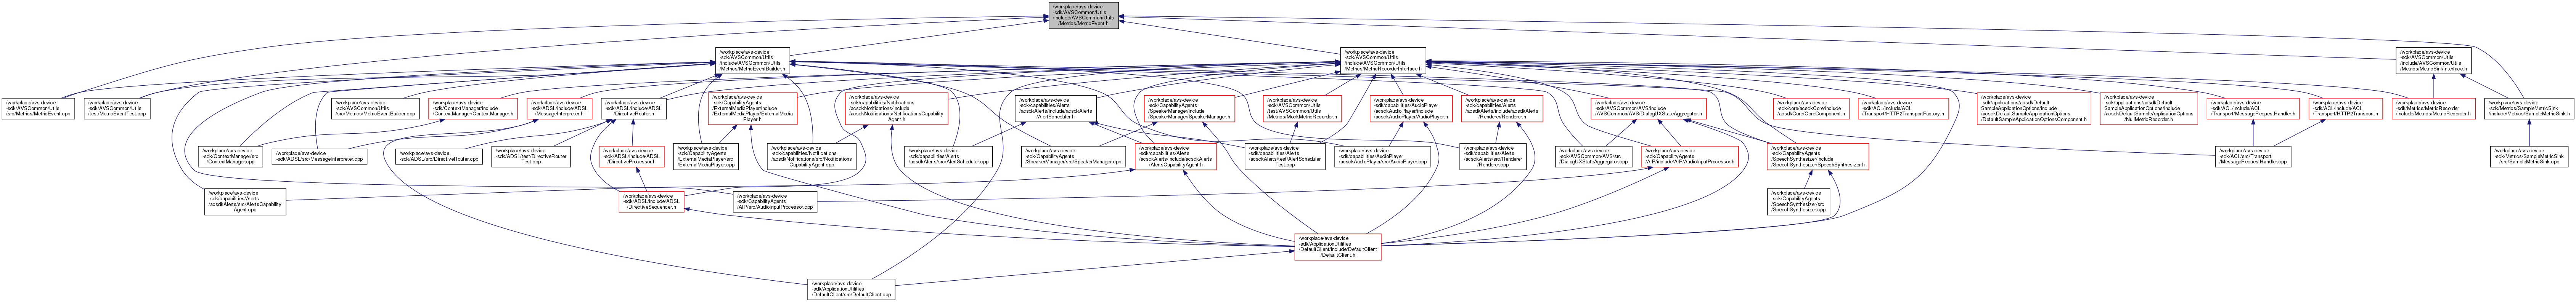 /workplace/avs-device
-sdk/AVSCommon/Utils
/include/AVSCommon/Utils
/Metrics/MetricEvent.h
/workplace/avs-device
-sdk/AVSCommon/Utils
/include/AVSCommon/Utils
/Metrics/MetricEventBuilder.h
/workplace/avs-device
-sdk/AVSCommon/Utils
/include/AVSCommon/Utils
/Metrics/MetricRecorderInterface.h
/workplace/avs-device
-sdk/AVSCommon/Utils
/include/AVSCommon/Utils
/Metrics/MetricSinkInterface.h
/workplace/avs-device
-sdk/AVSCommon/Utils
/src/Metrics/MetricEvent.cpp
/workplace/avs-device
-sdk/AVSCommon/Utils
/test/MetricEventTest.cpp
/workplace/avs-device
-sdk/AVSCommon/Utils
/src/Metrics/MetricEventBuilder.cpp
/workplace/avs-device
-sdk/ContextManager/include
/ContextManager/ContextManager.h
/workplace/avs-device
-sdk/ADSL/include/ADSL
/MessageInterpreter.h
/workplace/avs-device
-sdk/ADSL/include/ADSL
/DirectiveRouter.h
/workplace/avs-device
-sdk/CapabilityAgents
/ExternalMediaPlayer/include
/ExternalMediaPlayer/ExternalMedia
Player.h
/workplace/avs-device
-sdk/capabilities/Notifications
/acsdkNotifications/include
/acsdkNotifications/NotificationsCapability
Agent.h
/workplace/avs-device
-sdk/capabilities/Alerts
/acsdkAlerts/include/acsdkAlerts
/AlertScheduler.h
/workplace/avs-device
-sdk/CapabilityAgents
/SpeakerManager/include
/SpeakerManager/SpeakerManager.h
/workplace/avs-device
-sdk/AVSCommon/Utils
/test/AVSCommon/Utils
/Metrics/MockMetricRecorder.h
/workplace/avs-device
-sdk/capabilities/AudioPlayer
/acsdkAudioPlayer/include
/acsdkAudioPlayer/AudioPlayer.h
/workplace/avs-device
-sdk/capabilities/Alerts
/acsdkAlerts/include/acsdkAlerts
/Renderer/Renderer.h
/workplace/avs-device
-sdk/AVSCommon/AVS/include
/AVSCommon/AVS/DialogUXStateAggregator.h
/workplace/avs-device
-sdk/core/acsdkCore/include
/acsdkCore/CoreComponent.h
/workplace/avs-device
-sdk/ACL/include/ACL
/Transport/HTTP2TransportFactory.h
/workplace/avs-device
-sdk/applications/acsdkDefault
SampleApplicationOptions/include
/acsdkDefaultSampleApplicationOptions
/DefaultSampleApplicationOptionsComponent.h
/workplace/avs-device
-sdk/applications/acsdkDefault
SampleApplicationOptions/include
/acsdkDefaultSampleApplicationOptions
/NullMetricRecorder.h
/workplace/avs-device
-sdk/ACL/include/ACL
/Transport/MessageRequestHandler.h
/workplace/avs-device
-sdk/ACL/include/ACL
/Transport/HTTP2Transport.h
/workplace/avs-device
-sdk/Metrics/MetricRecorder
/include/Metrics/MetricRecorder.h
/workplace/avs-device
-sdk/Metrics/SampleMetricSink
/include/Metrics/SampleMetricSink.h
/workplace/avs-device
-sdk/ContextManager/src
/ContextManager.cpp
/workplace/avs-device
-sdk/ADSL/src/MessageInterpreter.cpp
/workplace/avs-device
-sdk/ADSL/src/DirectiveRouter.cpp
/workplace/avs-device
-sdk/ADSL/test/DirectiveRouter
Test.cpp
/workplace/avs-device
-sdk/ADSL/include/ADSL
/DirectiveProcessor.h
/workplace/avs-device
-sdk/CapabilityAgents
/ExternalMediaPlayer/src
/ExternalMediaPlayer.cpp
/workplace/avs-device
-sdk/capabilities/Notifications
/acsdkNotifications/src/Notifications
CapabilityAgent.cpp
/workplace/avs-device
-sdk/capabilities/Alerts
/acsdkAlerts/src/AlertScheduler.cpp
/workplace/avs-device
-sdk/CapabilityAgents
/SpeakerManager/src/SpeakerManager.cpp
/workplace/avs-device
-sdk/capabilities/Alerts
/acsdkAlerts/include/acsdkAlerts
/AlertsCapabilityAgent.h
/workplace/avs-device
-sdk/capabilities/Alerts
/acsdkAlerts/test/AlertScheduler
Test.cpp
/workplace/avs-device
-sdk/capabilities/AudioPlayer
/acsdkAudioPlayer/src/AudioPlayer.cpp
/workplace/avs-device
-sdk/capabilities/Alerts
/acsdkAlerts/src/Renderer
/Renderer.cpp
/workplace/avs-device
-sdk/AVSCommon/AVS/src
/DialogUXStateAggregator.cpp
/workplace/avs-device
-sdk/CapabilityAgents
/AIP/include/AIP/AudioInputProcessor.h
/workplace/avs-device
-sdk/CapabilityAgents
/SpeechSynthesizer/include
/SpeechSynthesizer/SpeechSynthesizer.h
/workplace/avs-device
-sdk/ACL/src/Transport
/MessageRequestHandler.cpp
/workplace/avs-device
-sdk/Metrics/SampleMetricSink
/src/SampleMetricSink.cpp
/workplace/avs-device
-sdk/capabilities/Alerts
/acsdkAlerts/src/AlertsCapability
Agent.cpp
/workplace/avs-device
-sdk/ADSL/include/ADSL
/DirectiveSequencer.h
/workplace/avs-device
-sdk/CapabilityAgents
/AIP/src/AudioInputProcessor.cpp
/workplace/avs-device
-sdk/CapabilityAgents
/SpeechSynthesizer/src
/SpeechSynthesizer.cpp
/workplace/avs-device
-sdk/ApplicationUtilities
/DefaultClient/include/DefaultClient
/DefaultClient.h
/workplace/avs-device
-sdk/ApplicationUtilities
/DefaultClient/src/DefaultClient.cpp